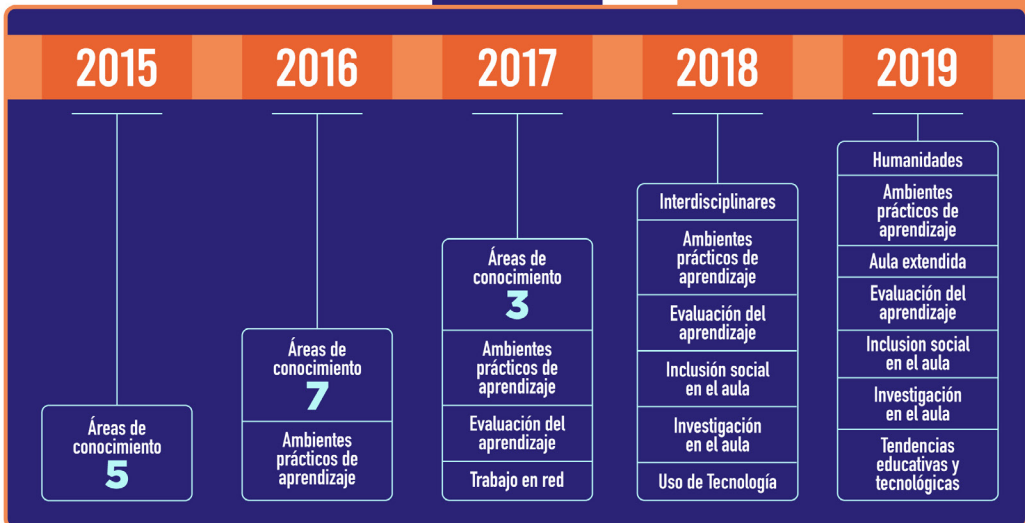 2015
2016
2017
2018
2019
Áreas de
conocimiento
5
Áreas de
conocimiento
7
Ambientes
prácticos de
aprendizaje
Áreas de
conocimiento
3
Ambientes
prácticos de
aprendizaje
Evaluación del
aprendizaje
Trabajo en red
Interdisciplinares
Ambientes
prácticos de
aprendizaje
Evaluación del
aprendizaje
Inclusión social
en el aula
Investigación
en el aula
Uso de Tecnología
Humanidades
Ambientes
prácticos de
aprendizaje
Aula extendida
Evaluación del
aprendizaje
Inclusion social
en el aula
Investigación
en el aula
Tendencias
educativas y
tecnológicas